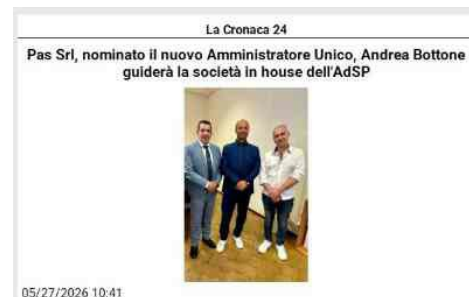 La Cronaca 24
Pas Srl, nominato il nuovo Amministratore Unico, Andrea Bottone
guiderà la società in house dell'AdSP
05/27/2026 10:41